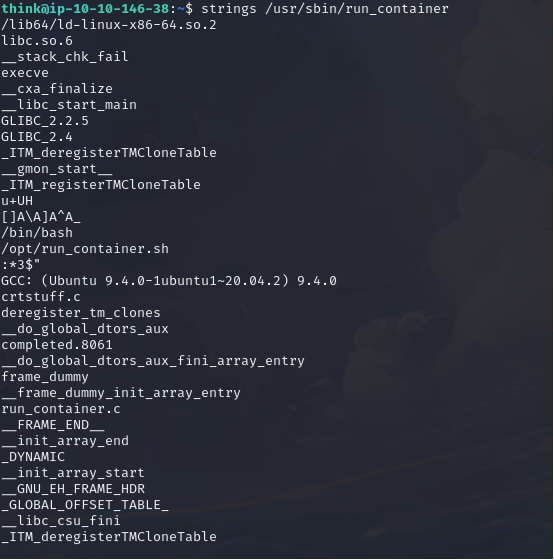 think@ip-10-10-146-38:~$ strings /usr/sbin/run_container
/lib64/ld-linux-x86-64.so.2
libc.so.6
__stack_chk_fail
execve
__cxa_finalize
__libc_start_main
GLIBC_2.2.5
GLIBC_2.4
_ITM_deregisterTMCloneTable
__gmon_start__
_ITM_registerTMCloneTable
u+UH
[]A\A]A^A_
/bin/bash
/opt/run_container.sh
:*3$"
GCC: (Ubuntu 9.4.0-1ubuntu1~20.04.2) 9.4.0
crtstuff.c
deregister_tm_clones
__do_global_dtors_aux
completed.8061
__do_global_dtors_aux_fini_array_entry
frame_dummy
__frame_dummy_init_array_entry
run_container.c
__FRAME_END__
__init_array_end
_DYNAMIC
__init_array_start
__GNU_EH_FRAME_HDR
_GLOBAL_OFFSET_TABLE_
__libc_csu_fini
_ITM_deregisterTMCloneTable